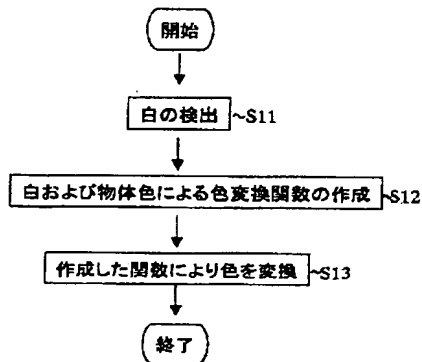 開始
白の検出 ~S11
白および物体色による色変換関数の作成 ~S12
作成した関数により色を変換 ~S13
終了